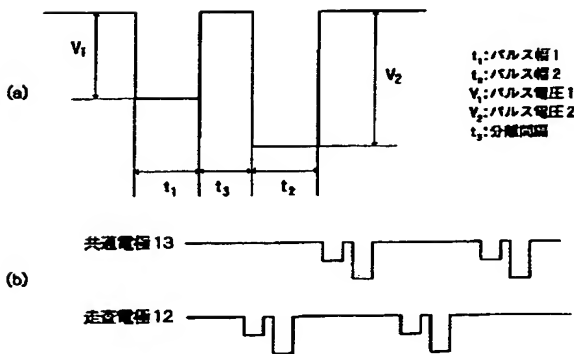 (a)
V₁
V₂
t₁
t₃
t₂
t₁:パルス幅1
t₂:パルス幅2
V₁:パルス電圧1
V₂:パルス電圧2
t₃:分離間隔
(b)
共通電極13
走査電極12